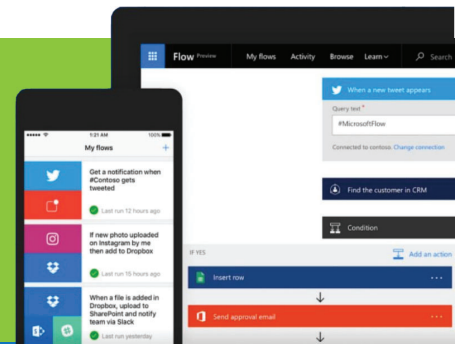 Flow Preview My flows Activity Browse Learn Search
When a new tweet appears
Query text *
#MicrosoftFlow
Connected to contoso. Change connection
Find the customer in CRM
Condition
IF YES
Add an action
Insert row
Send approval email
9:31 AM 100%
My flows +
Get a notification when
#Contoso gets
tweeted
Last run 12 hours ago
If new photo uploaded
on Instagram by me
then add to Dropbox
Last run 15 hours ago
When a file is added in
Dropbox, upload to
SharePoint and notify
team via Slack
Last run yesterday